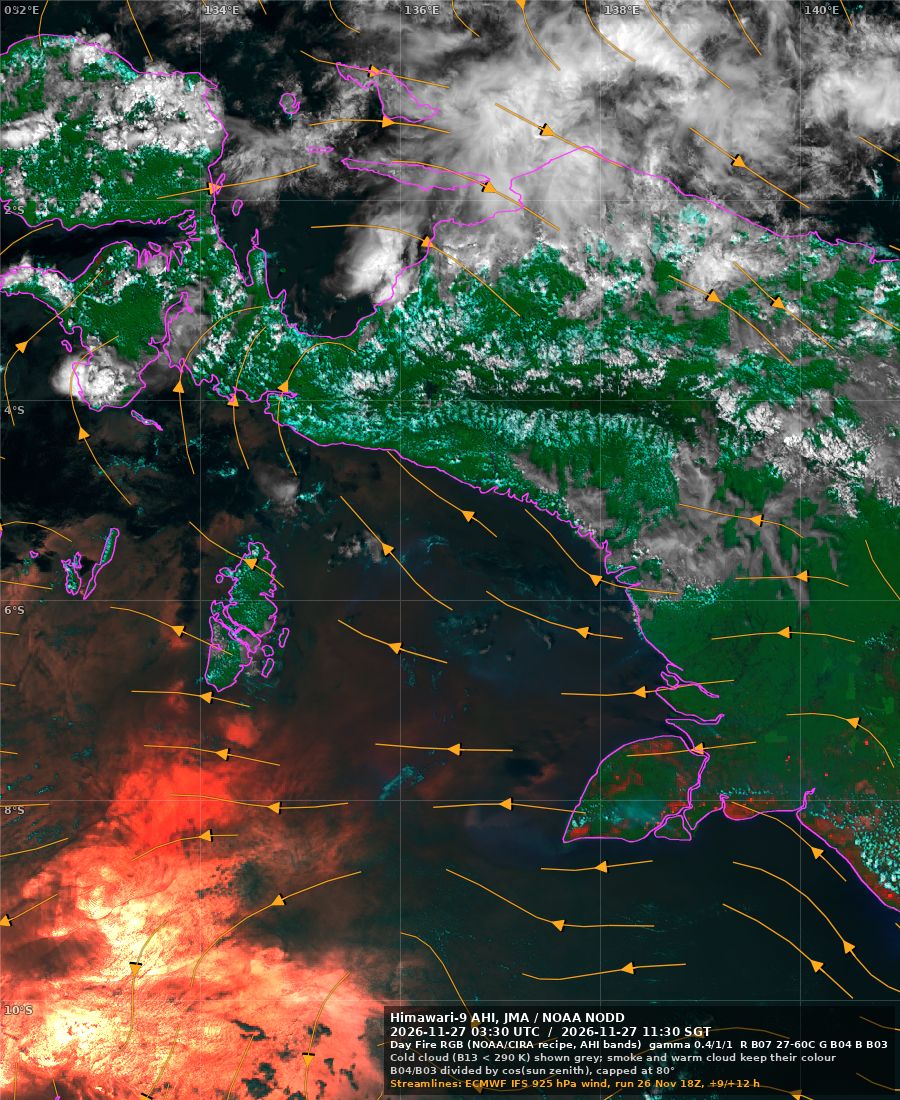 0°32°E 134°E 136°E 138°E 140°E
2°S
4°S
6°S
8°S
10°S
Himawari-9 AHI, JMA / NOAA NODD
2026-11-27 03:30 UTC / 2026-11-27 11:30 SGT
Day Fire RGB (NOAA/CIRA recipe, AHI bands) gamma 0.4/1/1 R B07 27-60C G B04 B B03
Cold cloud (B13 < 290 K) shown grey; smoke and warm cloud keep their colour
B04/B03 divided by cos(sun zenith), capped at 80°
Streamlines: ECMWF IFS 925 hPa wind, run 26 Nov 18Z, +9/+12 h